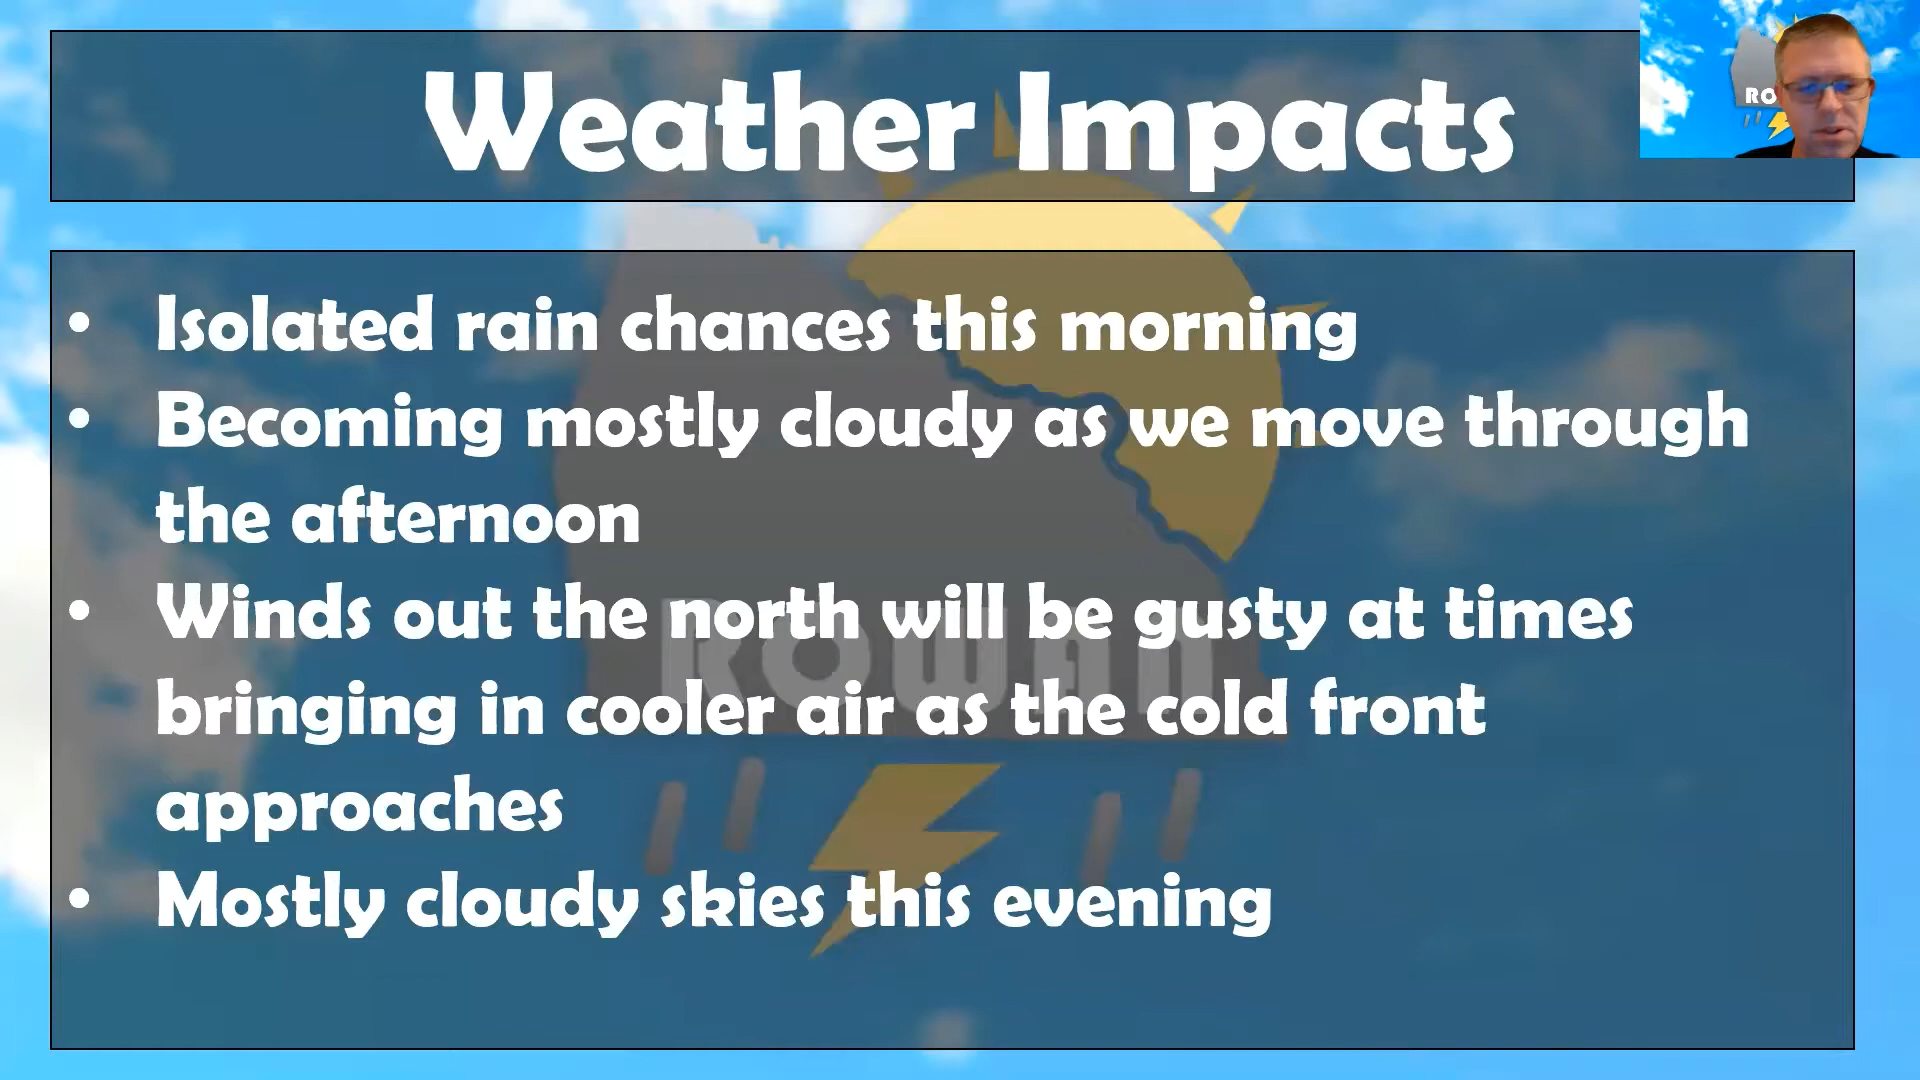 Weather Impacts
RO
• Isolated rain chances this morning
• Becoming mostly cloudy as we move through
the afternoon
• Winds out the north will be gusty at times
bringing in cooler air as the cold front
approaches
• Mostly cloudy skies this evening
ROWAN